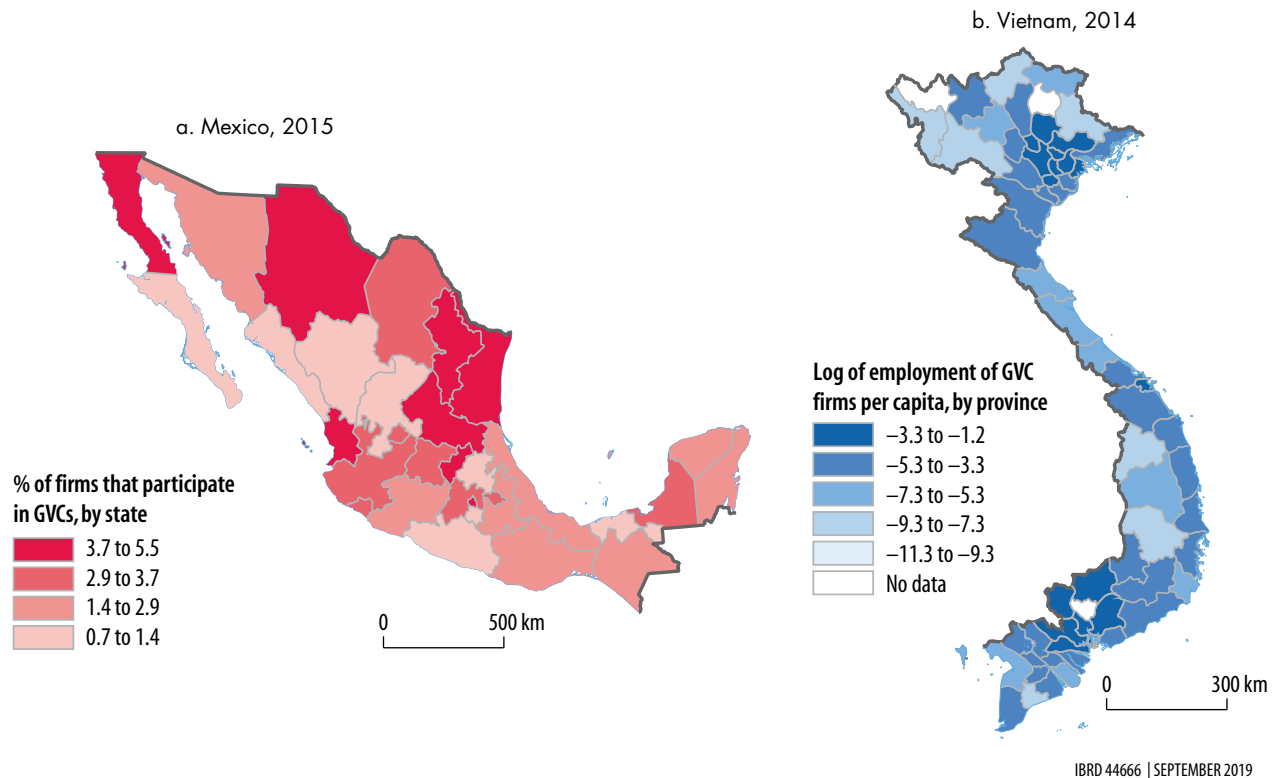 a. Mexico, 2015
% of firms that participate
in GVCs, by state
3.7 to 5.5
2.9 to 3.7
1.4 to 2.9
0.7 to 1.4
0 500 km
b. Vietnam, 2014
Log of employment of GVC
firms per capita, by province
–3.3 to –1.2
–5.3 to –3.3
–7.3 to –5.3
–9.3 to –7.3
–11.3 to –9.3
No data
0 300 km
IBRD 44666 | SEPTEMBER 2019